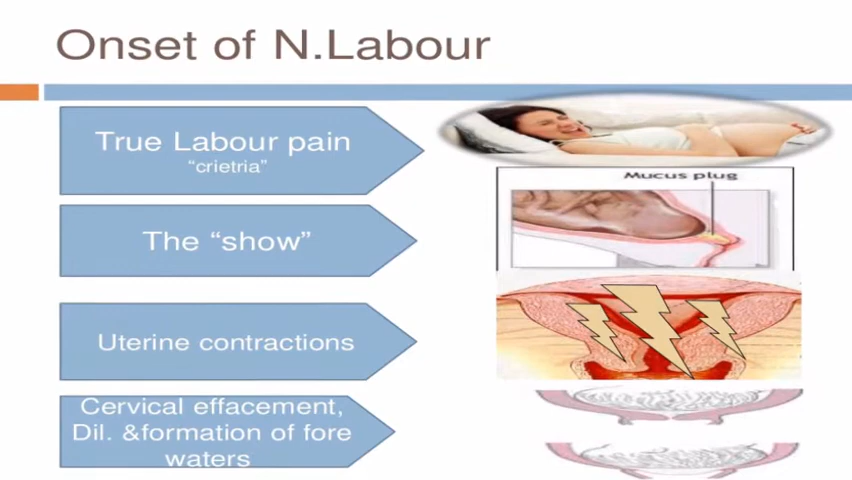 Onset of N.Labour
True Labour pain
“crietria”
Mucus plug
The “show”
Uterine contractions
Cervical effacement,
Dil. &formation of fore
waters